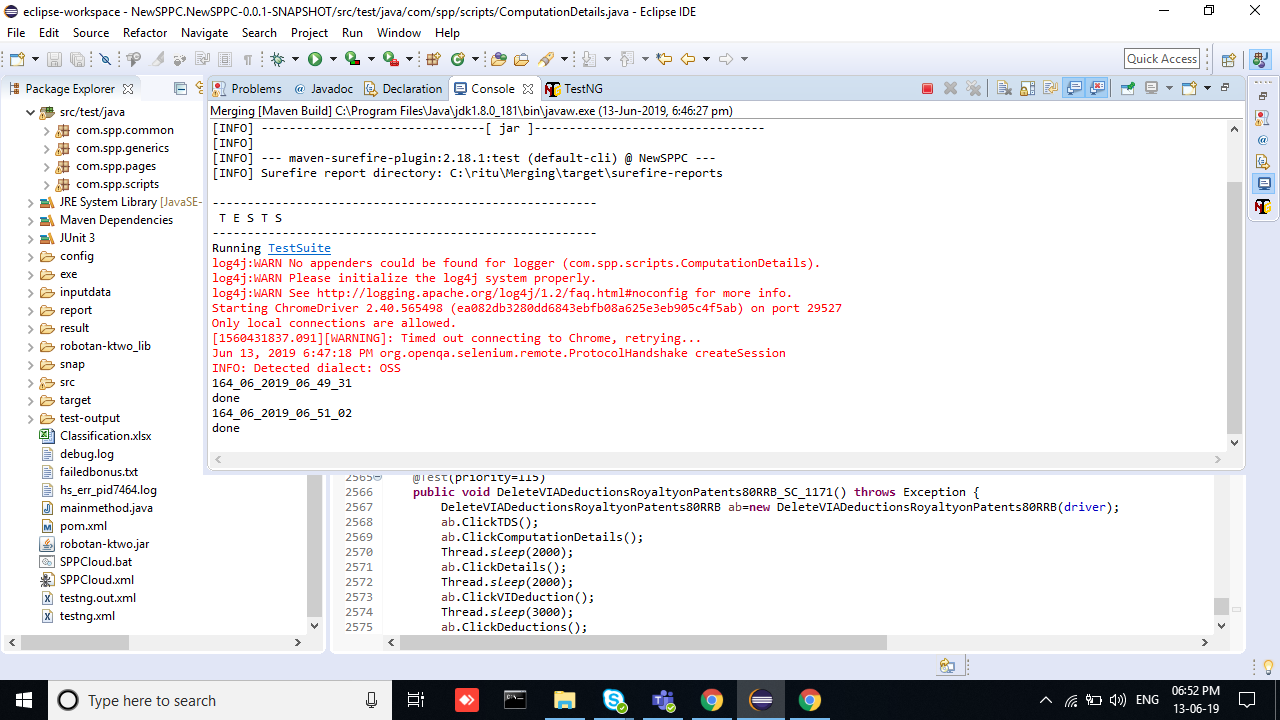 eclipse-workspace - NewSPPC.NewSPPC-0.0.1-SNAPSHOT/src/test/java/com/spp/scripts/ComputationDetails.java - Eclipse IDE
File Edit Source Refactor Navigate Search Project Run Window Help
Quick Access
Package Explorer
src/test/java
com.spp.common
com.spp.generics
com.spp.pages
com.spp.scripts
JRE System Library [JavaSE-
Maven Dependencies
JUnit 3
config
exe
inputdata
report
result
robotan-ktwo_lib
snap
src
target
test-output
Classification.xlsx
debug.log
failedbonus.txt
hs_err_pid7464.log
mainmethod.java
pom.xml
robotan-ktwo.jar
SPPCloud.bat
SPPCloud.xml
testng.out.xml
testng.xml
Problems Javadoc Declaration Console TestNG
Merging [Maven Build] C:\Program Files\Java\jdk1.8.0_181\bin\javaw.exe (13-Jun-2019, 6:46:27 pm)
[INFO] --------------------------------[ jar ]---------------------------------
[INFO]
[INFO] --- maven-surefire-plugin:2.18.1:test (default-cli) @ NewSPPC ---
[INFO] Surefire report directory: C:\ritu\Merging\target\surefire-reports
-------------------------------------------------------
T E S T S
-------------------------------------------------------
Running TestSuite
log4j:WARN No appenders could be found for logger (com.spp.scripts.ComputationDetails).
log4j:WARN Please initialize the log4j system properly.
log4j:WARN See http://logging.apache.org/log4j/1.2/faq.html#noconfig for more info.
Starting ChromeDriver 2.40.565498 (ea082db3280dd6843ebfb08a625e3eb905c4f5ab) on port 29527
Only local connections are allowed.
[1560431837.091][WARNING]: Timed out connecting to Chrome, retrying...
Jun 13, 2019 6:47:18 PM org.openqa.selenium.remote.ProtocolHandshake createSession
INFO: Detected dialect: OSS
164_06_2019_06_49_31
done
164_06_2019_06_51_02
done
2565 @Test(priority=115)
2566 public void DeleteVIADeductionsRoyaltyonPatents80RRB_SC_1171() throws Exception {
2567 DeleteVIADeductionsRoyaltyonPatents80RRB ab=new DeleteVIADeductionsRoyaltyonPatents80RRB(driver);
2568 ab.ClickTDS();
2569 ab.ClickComputationDetails();
2570 Thread.sleep(2000);
2571 ab.ClickDetails();
2572 Thread.sleep(2000);
2573 ab.ClickVIDeduction();
2574 Thread.sleep(3000);
2575 ab.ClickDeductions();
Type here to search
ENG
06:52 PM
13-06-19